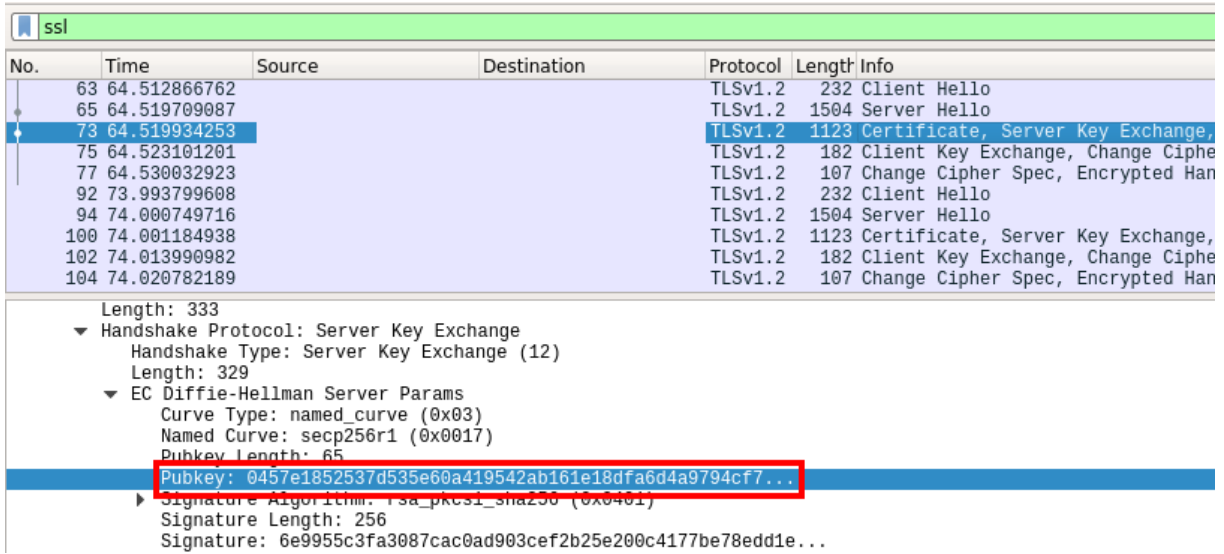 ssl
No. Time Source Destination Protocol Length Info
63 64.512866762 TLSv1.2 232 Client Hello
65 64.519709087 TLSv1.2 1504 Server Hello
73 64.519934253 TLSv1.2 1123 Certificate, Server Key Exchange,
75 64.523101201 TLSv1.2 182 Client Key Exchange, Change Ciphe
77 64.530032923 TLSv1.2 107 Change Cipher Spec, Encrypted Han
92 73.993799608 TLSv1.2 232 Client Hello
94 74.000749716 TLSv1.2 1504 Server Hello
100 74.001184938 TLSv1.2 1123 Certificate, Server Key Exchange,
102 74.013990982 TLSv1.2 182 Client Key Exchange, Change Ciphe
104 74.020782189 TLSv1.2 107 Change Cipher Spec, Encrypted Han
Length: 333
Handshake Protocol: Server Key Exchange
Handshake Type: Server Key Exchange (12)
Length: 329
EC Diffie-Hellman Server Params
Curve Type: named_curve (0x03)
Named Curve: secp256r1 (0x0017)
Pubkey Length: 65
Pubkey: 0457e1852537d535e60a419542ab161e18dfa6d4a9794cf7...
Signature Algorithm: rsa_pkcs1_sha256 (0x0401)
Signature Length: 256
Signature: 6e9955c3fa3087cac0ad903cef2b25e200c4177be78edd1e...